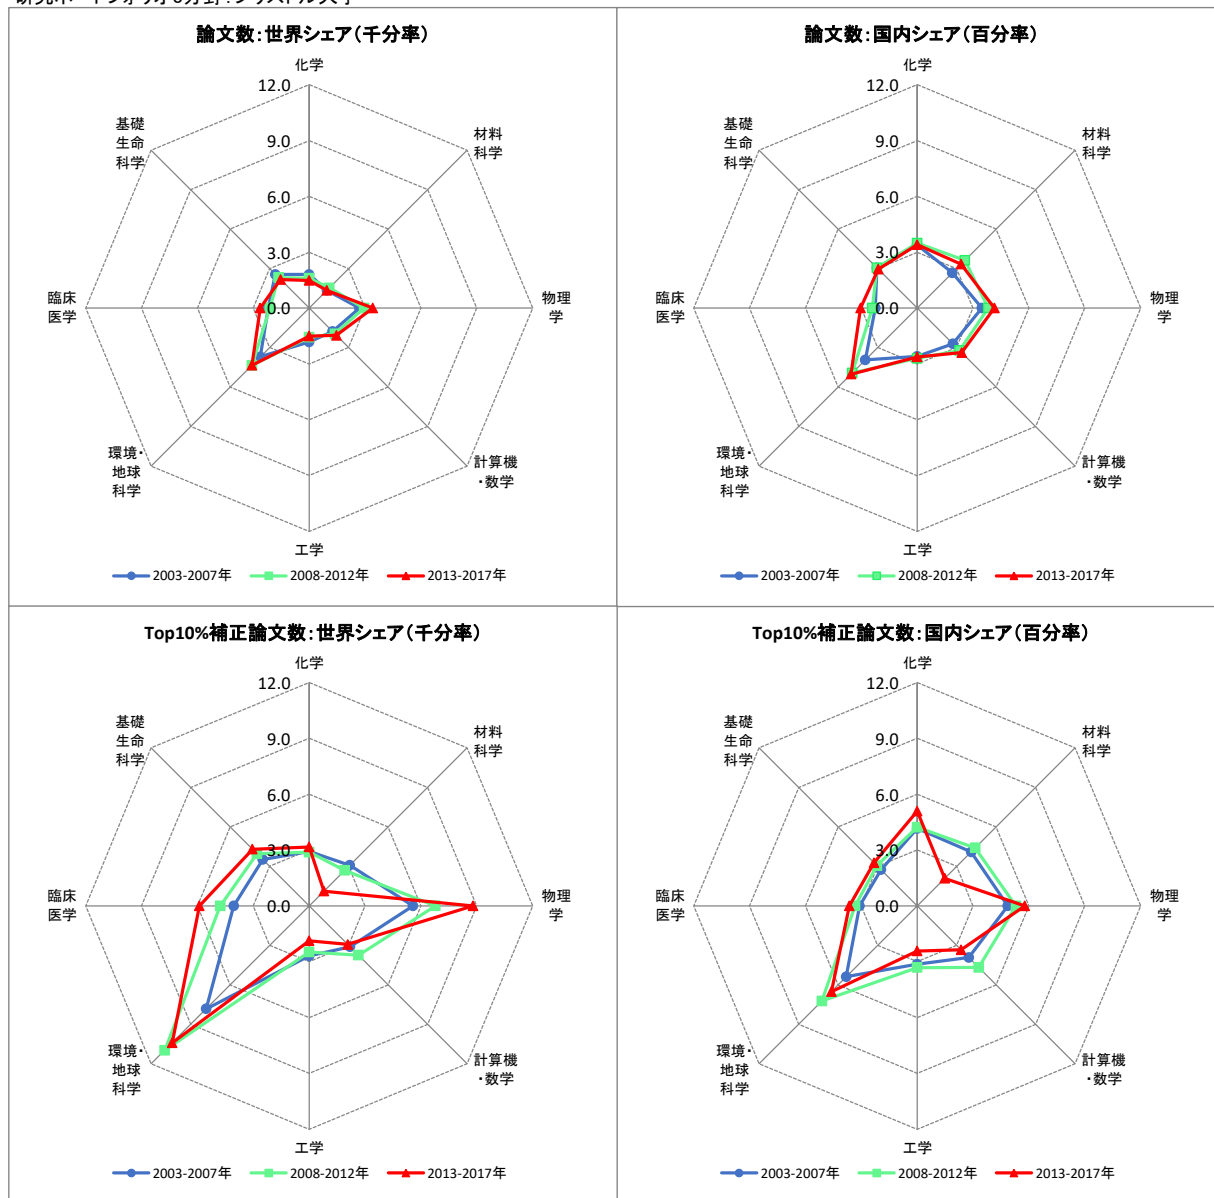 論文数：世界シェア（千分率）
化学
12.0
9.0
6.0
3.0
0.0
材料
科学
物理
学
計算機
・数学
工学
環境・
地球
科学
臨床
医学
基礎
生命
科学
2003-2007年 2008-2012年 2013-2017年
論文数：国内シェア（百分率）
化学
12.0
9.0
6.0
3.0
0.0
材料
科学
物理
学
計算機
・数学
工学
環境・
地球
科学
臨床
医学
基礎
生命
科学
2003-2007年 2008-2012年 2013-2017年
Top10%補正論文数：世界シェア（千分率）
化学
12.0
9.0
6.0
3.0
0.0
材料
科学
物理
学
計算機
・数学
工学
環境・
地球
科学
臨床
医学
基礎
生命
科学
2003-2007年 2008-2012年 2013-2017年
Top10%補正論文数：国内シェア（百分率）
化学
12.0
9.0
6.0
3.0
0.0
材料
科学
物理
学
計算機
・数学
工学
環境・
地球
科学
臨床
医学
基礎
生命
科学
2003-2007年 2008-2012年 2013-2017年